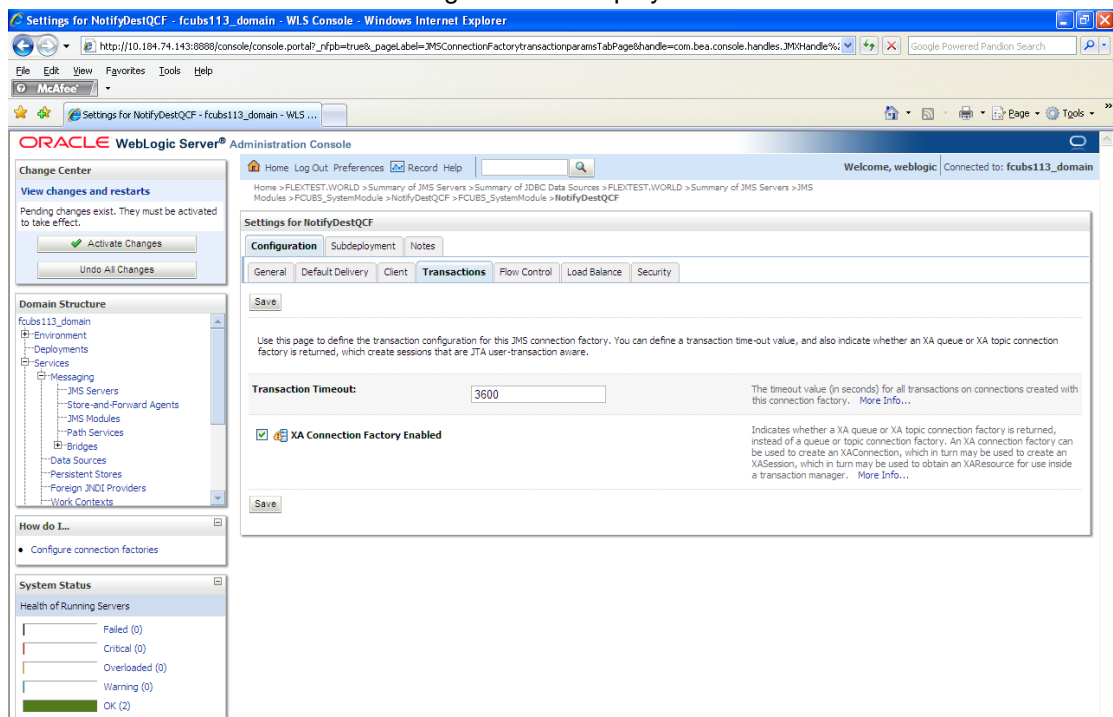 Settings for NotifyDestQCF - fcubs113_domain - WLS Console - Windows Internet Explorer
http://10.184.74.143:8888/console/console.portal?_nfpb=true&_pageLabel=JMSConnectionFactorytransactionparamsTabPage&handle=com.bea.console.handles.JMXHandle%
Google Powered Pandion Search
File Edit View Favorites Tools Help
McAfee
Settings for NotifyDestQCF - fcubs113_domain - WLS ...
Page Tools
ORACLE WebLogic Server® Administration Console
Change Center
View changes and restarts
Pending changes exist. They must be activated
to take effect.
Activate Changes
Undo All Changes
Domain Structure
fcubs113_domain
Environment
Deployments
Services
Messaging
JMS Servers
Store-and-Forward Agents
JMS Modules
Path Services
Bridges
Data Sources
Persistent Stores
Foreign JNDI Providers
Work Contexts
How do I...
Configure connection factories
System Status
Health of Running Servers
Failed (0)
Critical (0)
Overloaded (0)
Warning (0)
OK (2)
Home Log Out Preferences Record Help
Welcome, weblogic Connected to: fcubs113_domain
Home >FLEXTEST.WORLD >Summary of JMS Servers >Summary of JDBC Data Sources >FLEXTEST.WORLD >Summary of JMS Servers >JMS
Modules >FCUBS_SystemModule >NotifyDestQCF >FCUBS_SystemModule >NotifyDestQCF
Settings for NotifyDestQCF
Configuration Subdeployment Notes
General Default Delivery Client Transactions Flow Control Load Balance Security
Save
Use this page to define the transaction configuration for this JMS connection factory. You can define a transaction time-out value, and also indicate whether an XA queue or XA topic connection
factory is returned, which create sessions that are JTA user-transaction aware.
Transaction Timeout:
3600
The timeout value (in seconds) for all transactions on connections created with
this connection factory. More Info...
XA Connection Factory Enabled
Indicates whether a XA queue or XA topic connection factory is returned,
instead of a queue or topic connection factory. An XA connection factory can
be used to create an XAConnection, which in turn may be used to create an
XASession, which in turn may be used to obtain an XAResource for use inside
a transaction manager. More Info...
Save